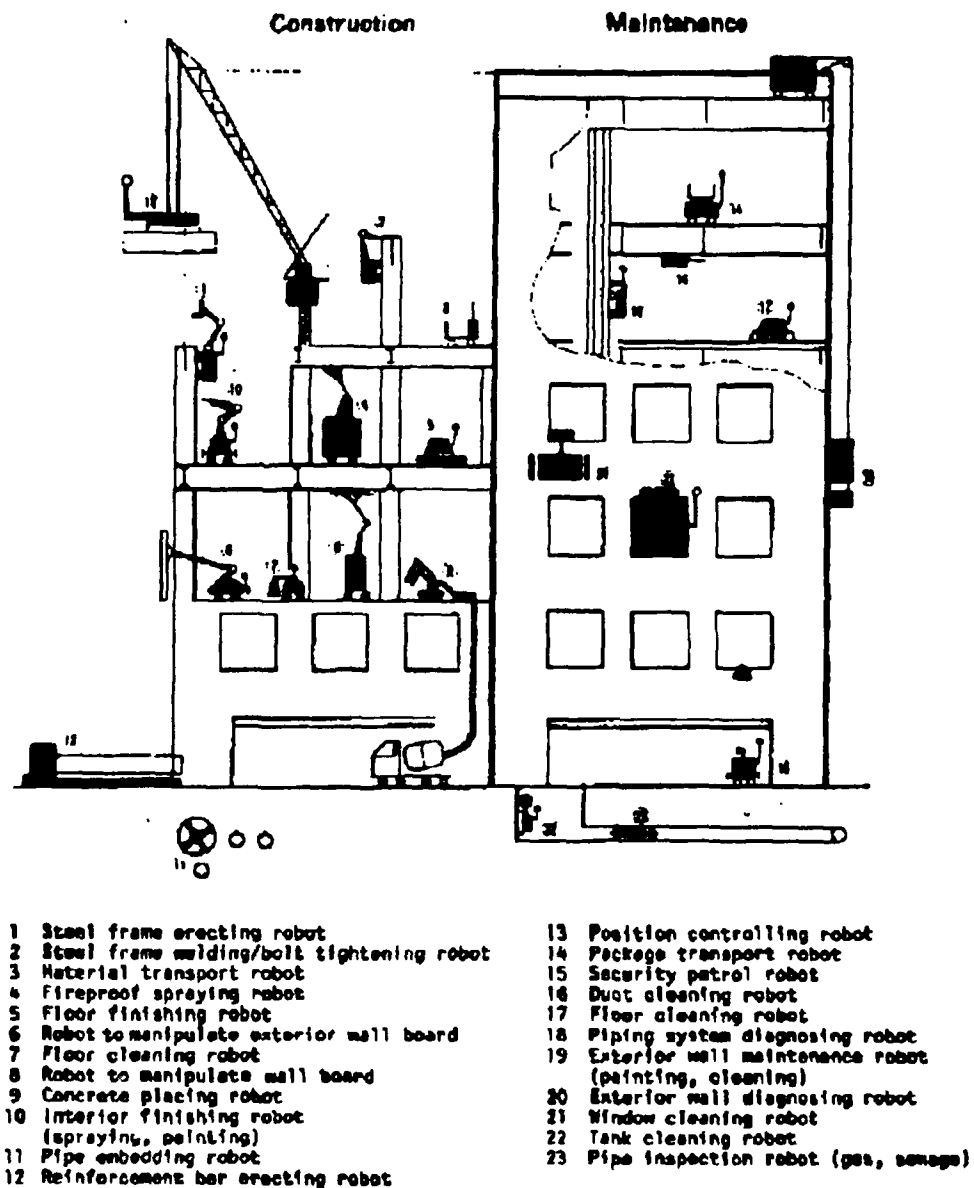 Construction
Maintenance
14
17
10
11
12
1 Steel frame erecting robot
2 Steel frame welding/bolt tightening robot
3 Material transport robot
4 Fireproof spraying robot
5 Floor finishing robot
6 Robot to manipulate exterior wall board
7 Floor cleaning robot
8 Robot to manipulate wall board
9 Concrete placing robot
10 Interior finishing robot
(spraying, painting)
11 Pipe embedding robot
12 Reinforcement bar erecting robot
13 Position controlling robot
14 Package transport robot
15 Security patrol robot
16 Duct cleaning robot
17 Floor cleaning robot
18 Piping system diagnosing robot
19 Exterior wall maintenance robot
(painting, cleaning)
20 Exterior wall diagnosing robot
21 Window cleaning robot
22 Tank cleaning robot
23 Pipe inspection robot (gas, sewage)